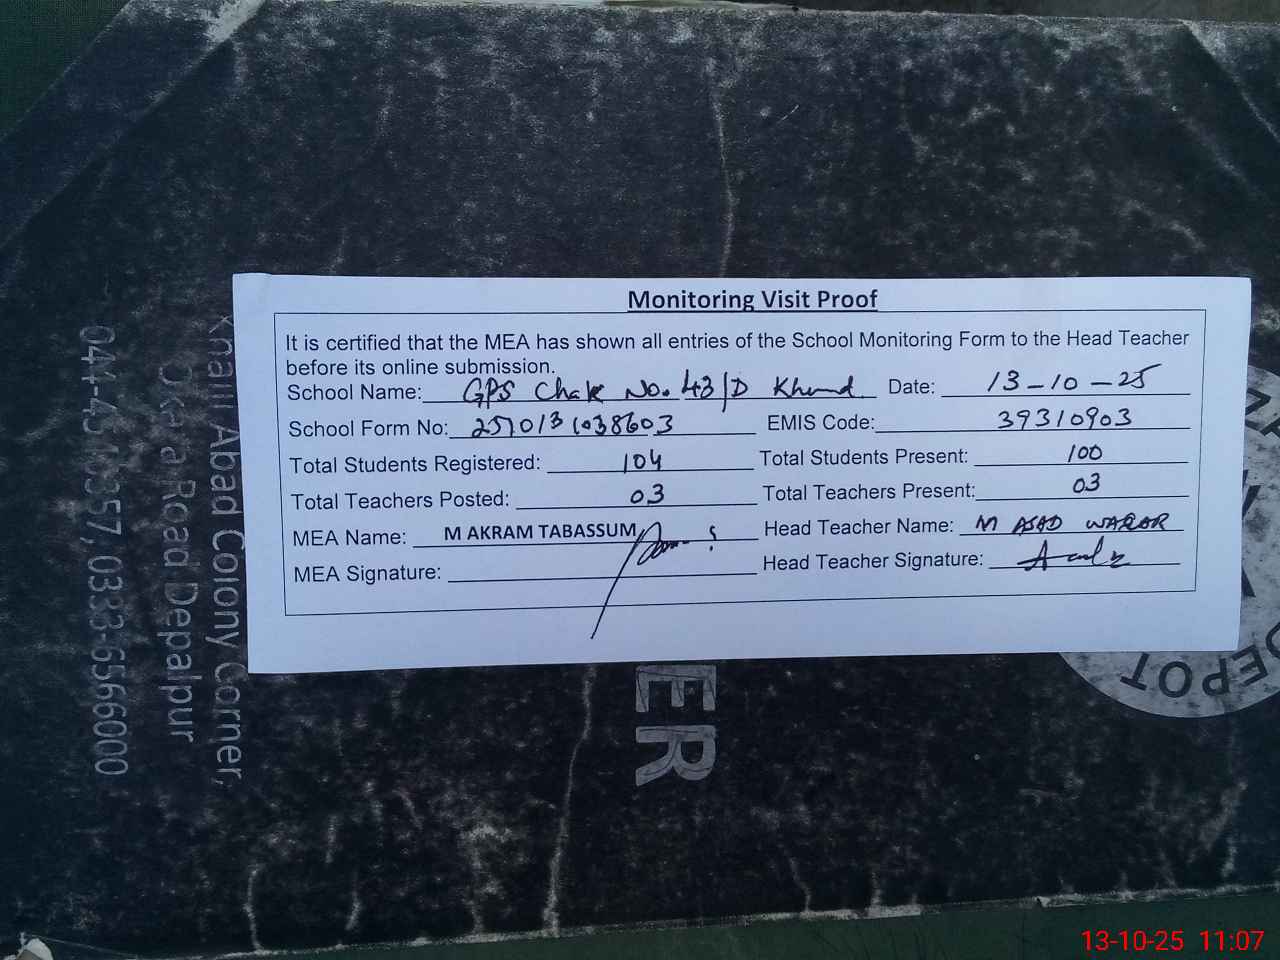 Monitoring Visit Proof
It is certified that the MEA has shown all entries of the School Monitoring Form to the Head Teacher
before its online submission.
School Name: GPS Chak No. 43/D Khurd Date: 13-10-25
School Form No: 2570131038603 EMIS Code: 39310903
Total Students Registered: 104 Total Students Present: 100
Total Teachers Posted: 03 Total Teachers Present: 03
MEA Name: M AKRAM TABASSUM Head Teacher Name: M ASAD WAQAR
MEA Signature: Head Teacher Signature:
Abaad Colony Corner,
Road Depalpur
0333-6566000
ER
DEPOT
13-10-25 11:07